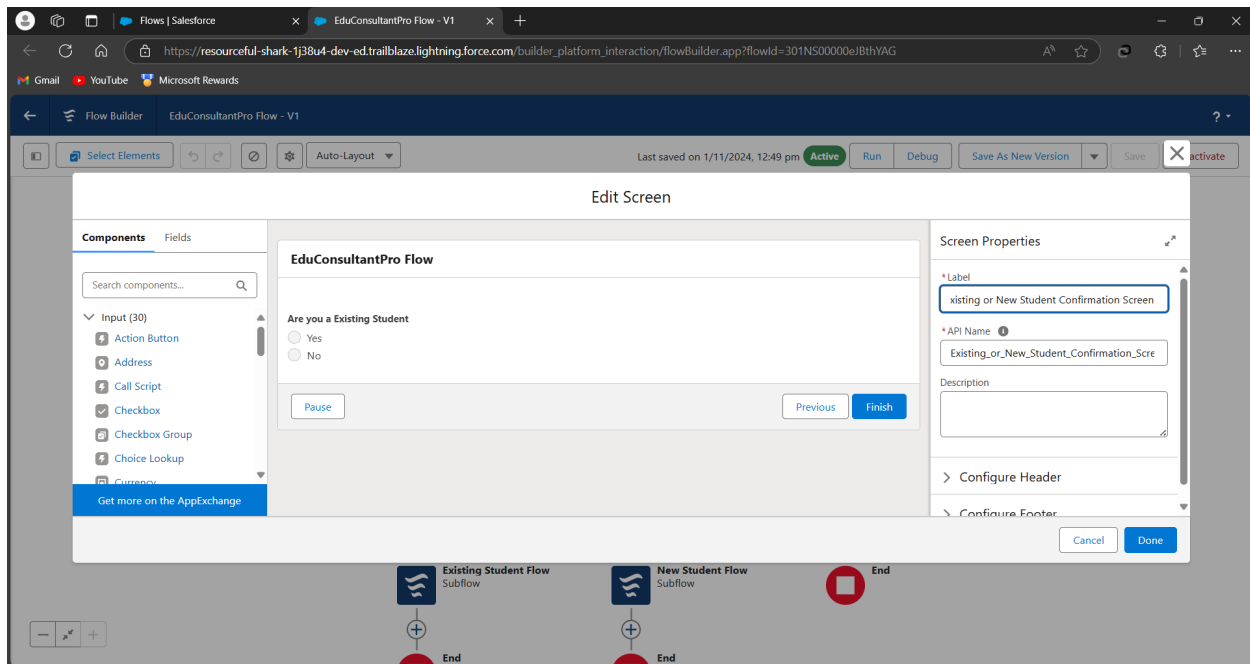 Flows | Salesforce
EduConsultantPro Flow - V1
https://resourceful-shark-1j38u4-dev-ed.trailblaze.lightning.force.com/builder_platform_interaction/flowBuilder.app?flowId=301NS00000eJBthYAG
Gmail YouTube Microsoft Rewards
Flow Builder EduConsultantPro Flow - V1 ?
Select Elements Auto-Layout Last saved on 1/11/2024, 12:49 pm Active Run Debug Save As New Version Save activate
Edit Screen
Components Fields
Search components...
Input (30)
Action Button
Address
Call Script
Checkbox
Checkbox Group
Choice Lookup
Currency
Get more on the AppExchange
EduConsultantPro Flow
Are you a Existing Student
Yes
No
Pause Previous Finish
Screen Properties
*Label
xisting or New Student Confirmation Screen
*API Name
Existing_or_New_Student_Confirmation_Scre
Description
Configure Header
Configure Footer
Cancel Done
Existing Student Flow
Subflow
New Student Flow
Subflow
End
End
End